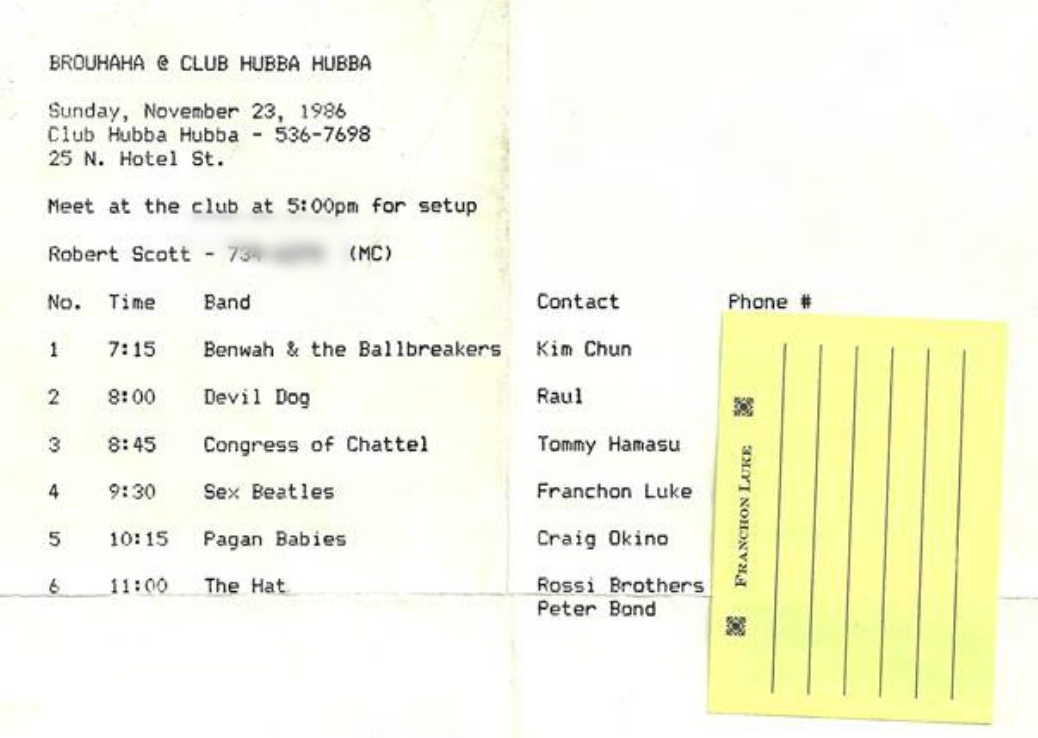 BROUHAHA @ CLUB HUBBA HUBBA
Sunday, November 23, 1986
Club Hubba Hubba - 536-7698
25 N. Hotel St.
Meet at the club at 5:00pm for setup
Robert Scott - 73 (MC)
No. Time Band Contact Phone #
1 7:15 Benwah & the Ballbreakers Kim Chun
2 8:00 Devil Dog Raul
3 8:45 Congress of Chattel Tommy Hamasu
4 9:30 Sex Beatles Franchon Luke
5 10:15 Pagan Babies Craig Okino
6 11:00 The Hat Rossi Brothers
Peter Bond
FRANCHON LUKE